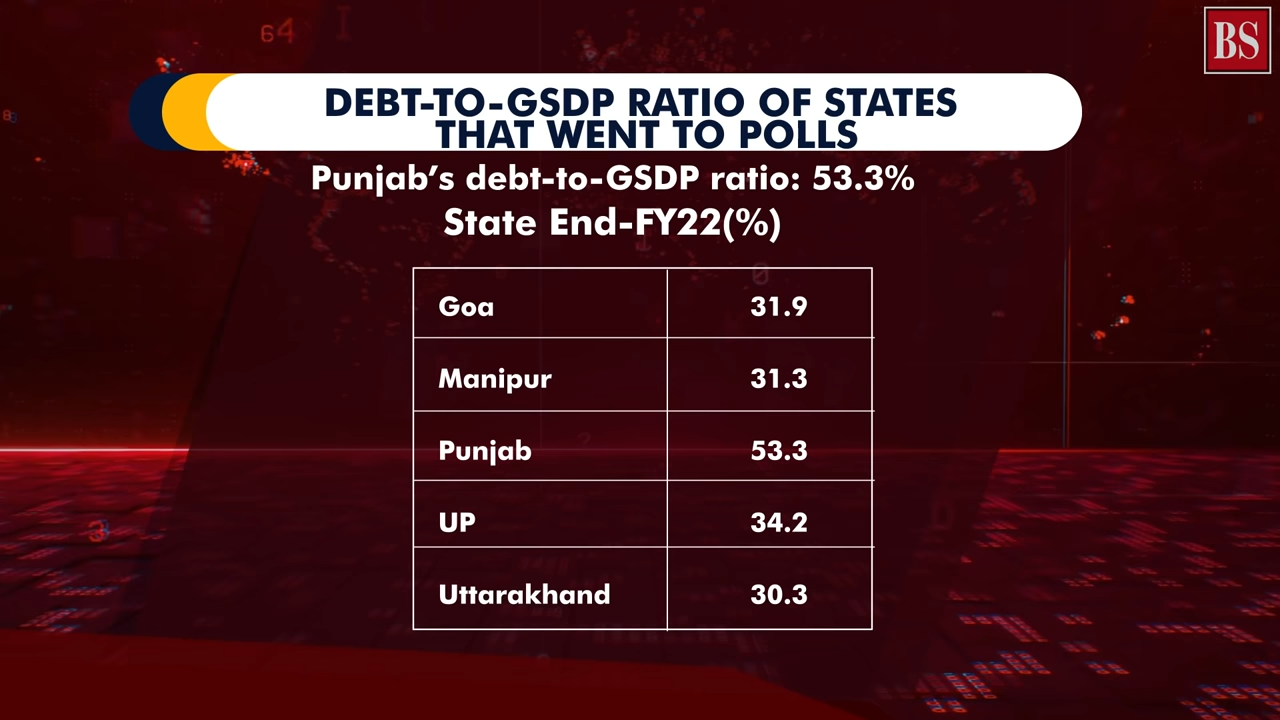 BS
DEBT-TO-GSDP RATIO OF STATES
THAT WENT TO POLLS
Punjab’s debt-to-GSDP ratio: 53.3%
State End-FY22(%)
Goa 31.9
Manipur 31.3
Punjab 53.3
UP 34.2
Uttarakhand 30.3